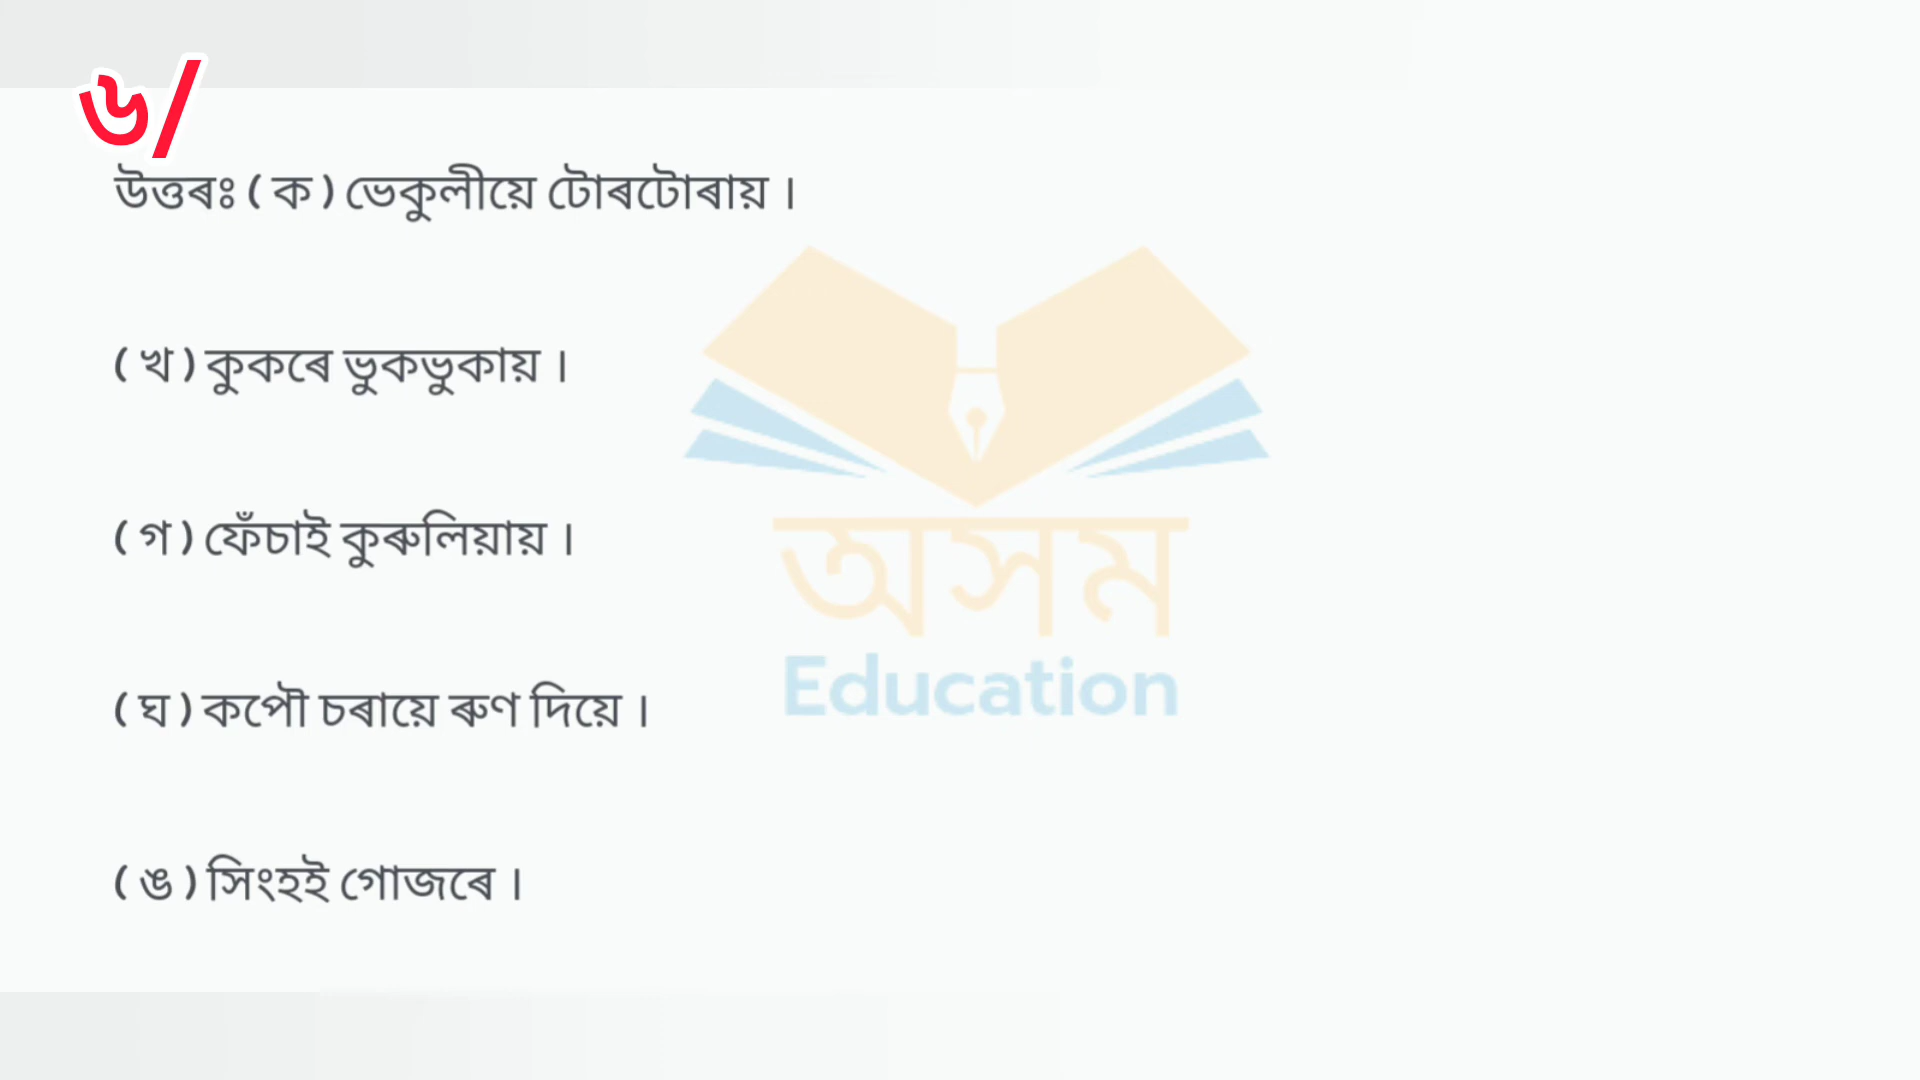 ৬/
উত্তৰঃ ( ক ) ভেকুলীয়ে টোৰটোৰায় ।
( খ ) কুকৰে ভুকভুকায় ।
( গ ) ফেঁচাই কুৰুলিয়ায় ।
( ঘ ) কপৌ চৰায়ে ৰুণ দিয়ে ।
( ঙ ) সিংহই গোজৰে ।
অসম
Education